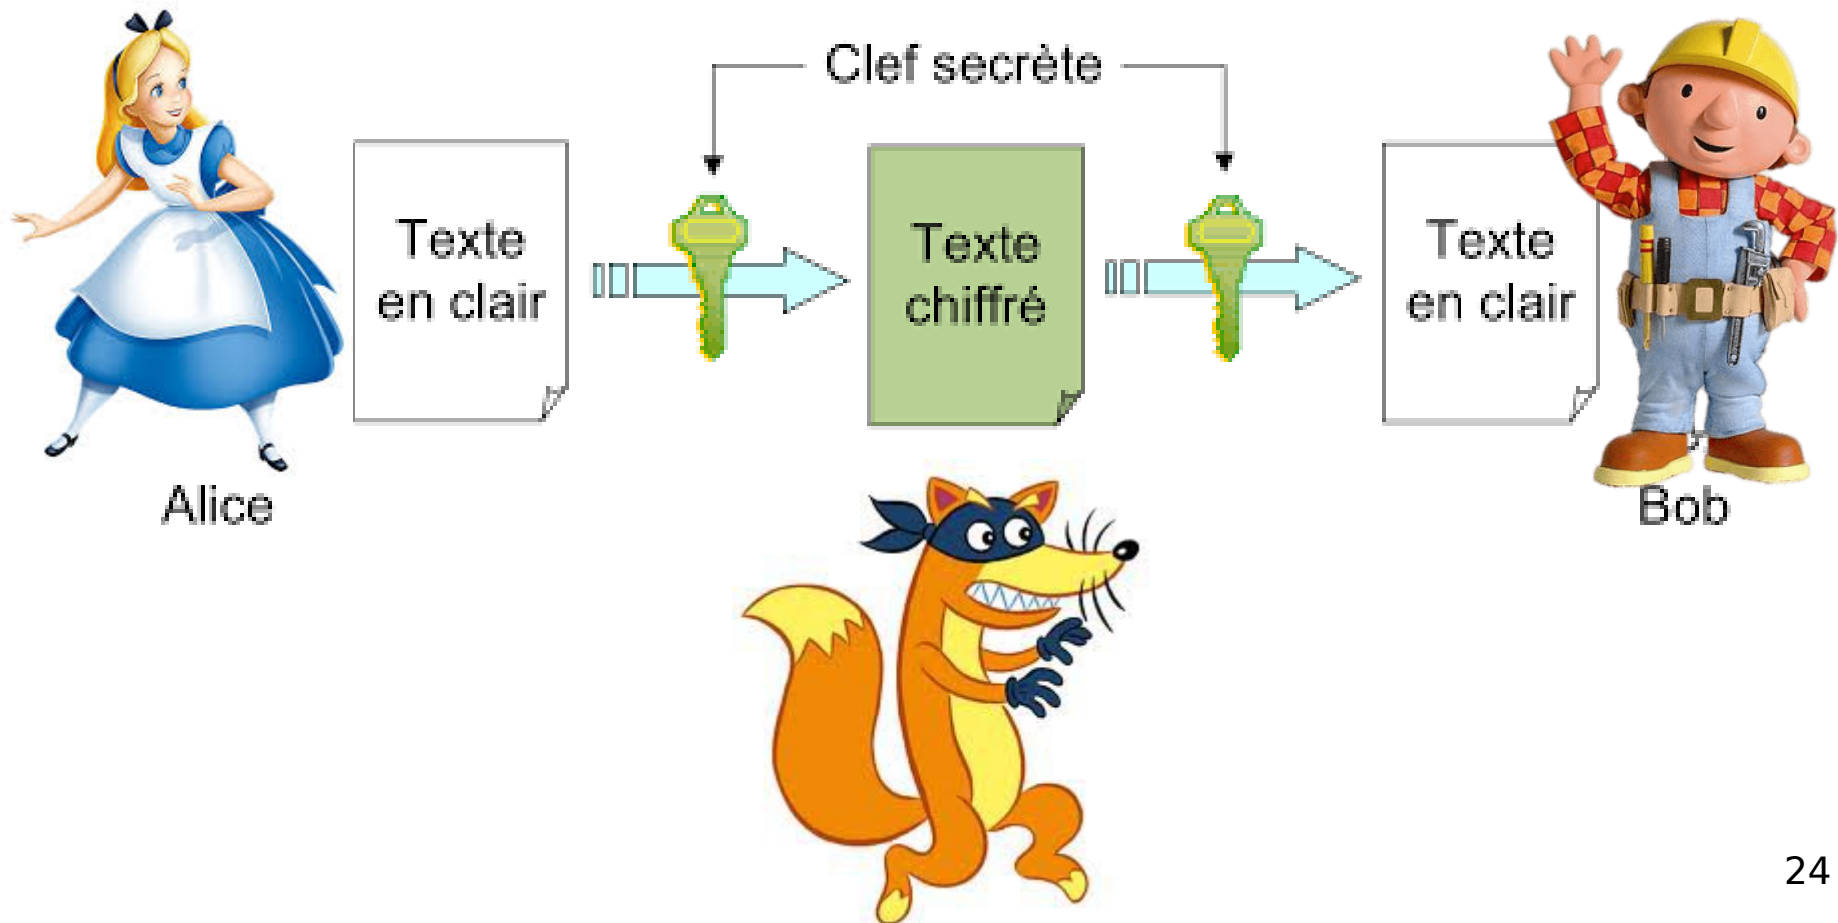 Clef secrète
Texte
en clair
Texte
chiffré
Texte
en clair
Alice
Bob
24